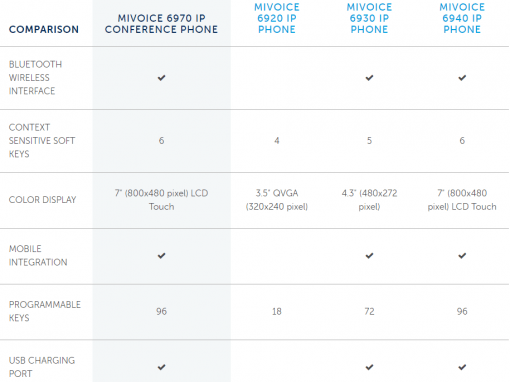 COMPARISON
MIVOICE 6970 IP
CONFERENCE PHONE
MIVOICE
6920 IP
PHONE
MIVOICE
6930 IP
PHONE
MIVOICE
6940 IP
PHONE
BLUETOOTH
WIRELESS
INTERFACE
✔ ✔ ✔
CONTEXT
SENSITIVE SOFT
KEYS
6 4 5 6
COLOR DISPLAY
7" (800x480 pixel) LCD
Touch
3.5" QVGA
(320x240 pixel)
4.3" (480x272
pixel)
7" (800x480
pixel) LCD Touch
MOBILE
INTEGRATION
✔ ✔ ✔
PROGRAMMABLE
KEYS
96 18 72 96
USB CHARGING
PORT
✔ ✔ ✔